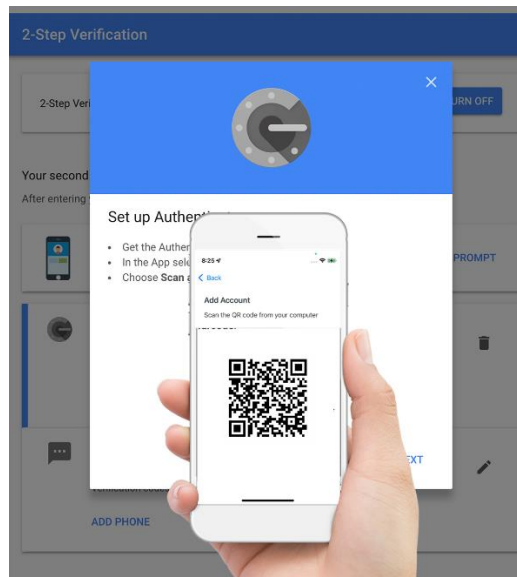 2-Step Verification
2-Step Veri
URN OFF
Your second
After entering
Set up Authent
Get the Authen
In the App sele
Choose Scan a
PROMPT
8:25
Back
Add Account
Scan the QR code from your computer
EXT
ADD PHONE